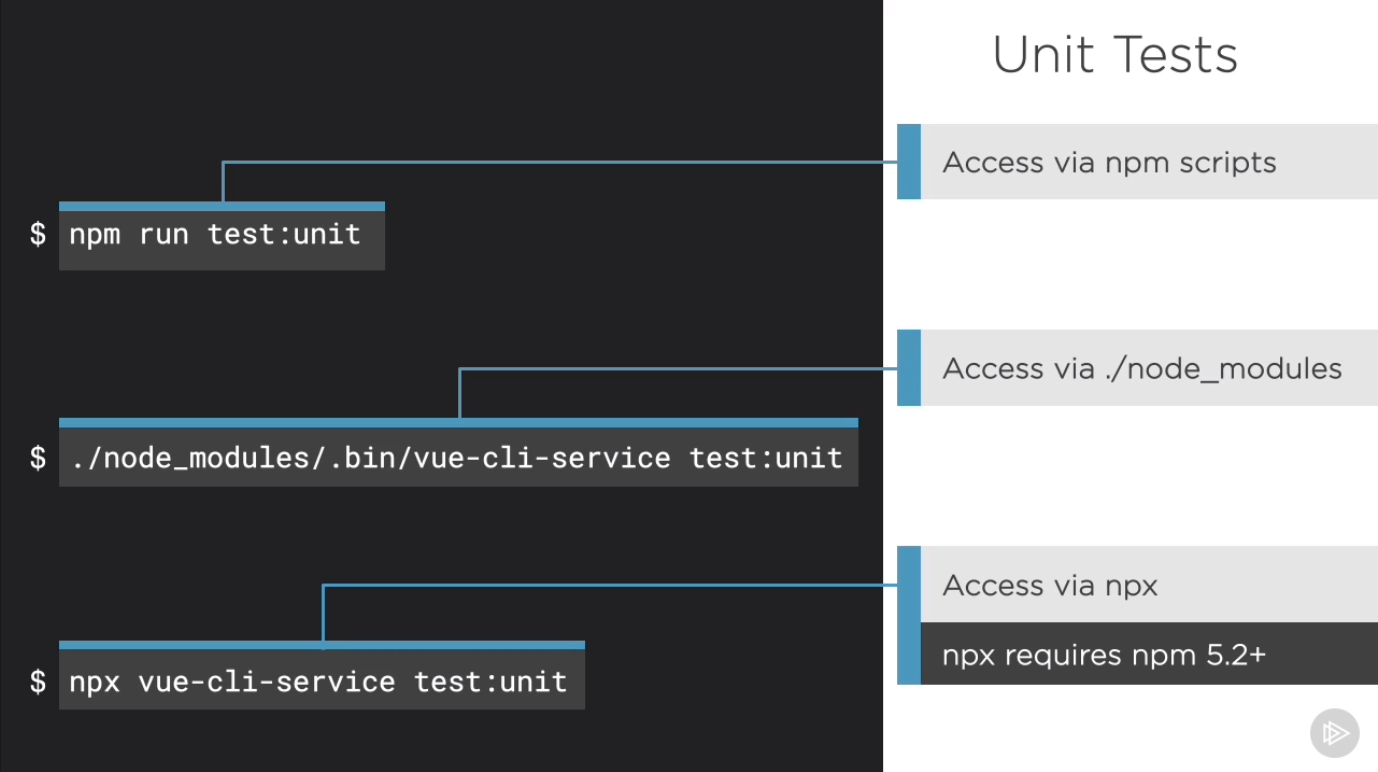 Unit Tests
Access via npm scripts
$ npm run test:unit
Access via ./node_modules
$ ./node_modules/.bin/vue-cli-service test:unit
Access via npx
npx requires npm 5.2+
$ npx vue-cli-service test:unit